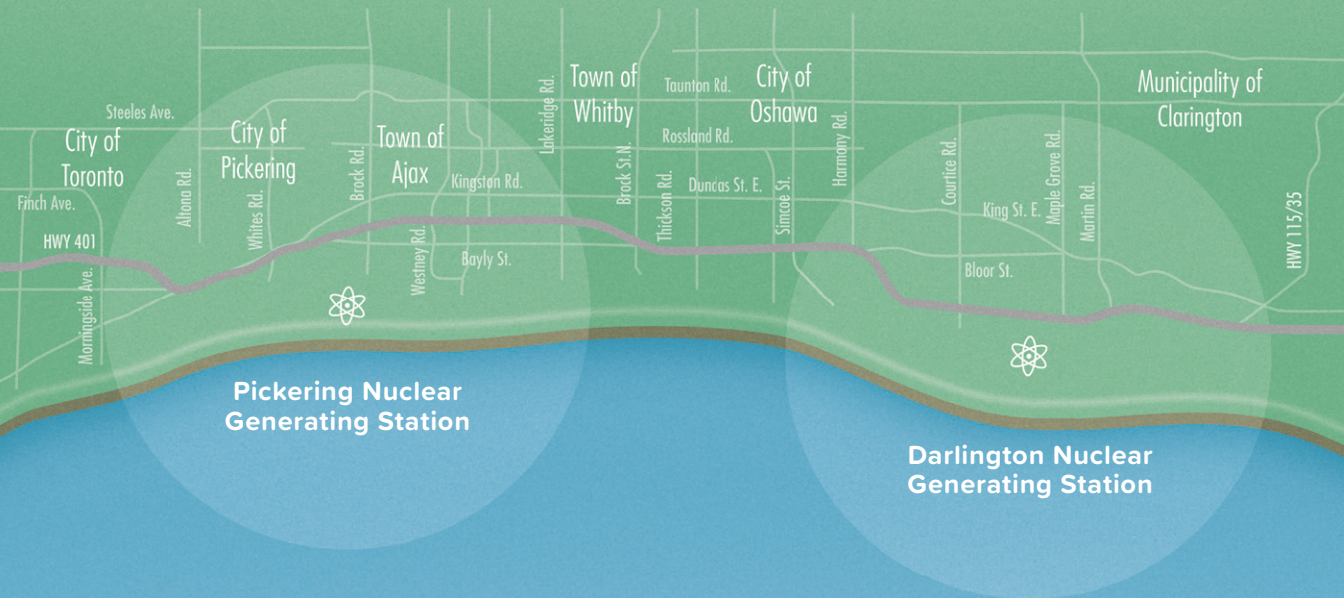 Steeles Ave.
City of
Toronto
Finch Ave.
HWY 401
Morningside Ave.
Altona Rd.
City of
Pickering
Whites Rd.
Brock Rd.
Town of
Ajax
Westney Rd.
Kingston Rd.
Bayly St.
Lakeridge Rd.
Town of
Whitby
Brock St.N.
Thickson Rd.
Taunton Rd.
Rossland Rd.
Dundas St. E.
City of
Oshawa
Simcoe St.
Harmony Rd.
Courtice Rd.
King St. E.
Bloor St.
Maple Grove Rd.
Martin Rd.
Municipality of
Clarington
HWY 115/35
Pickering Nuclear
Generating Station
Darlington Nuclear
Generating Station